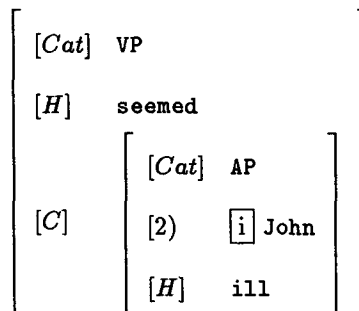 [Cat] VP
[H] seemed
[Cat] AP
[C] [2) i John
[H] ill